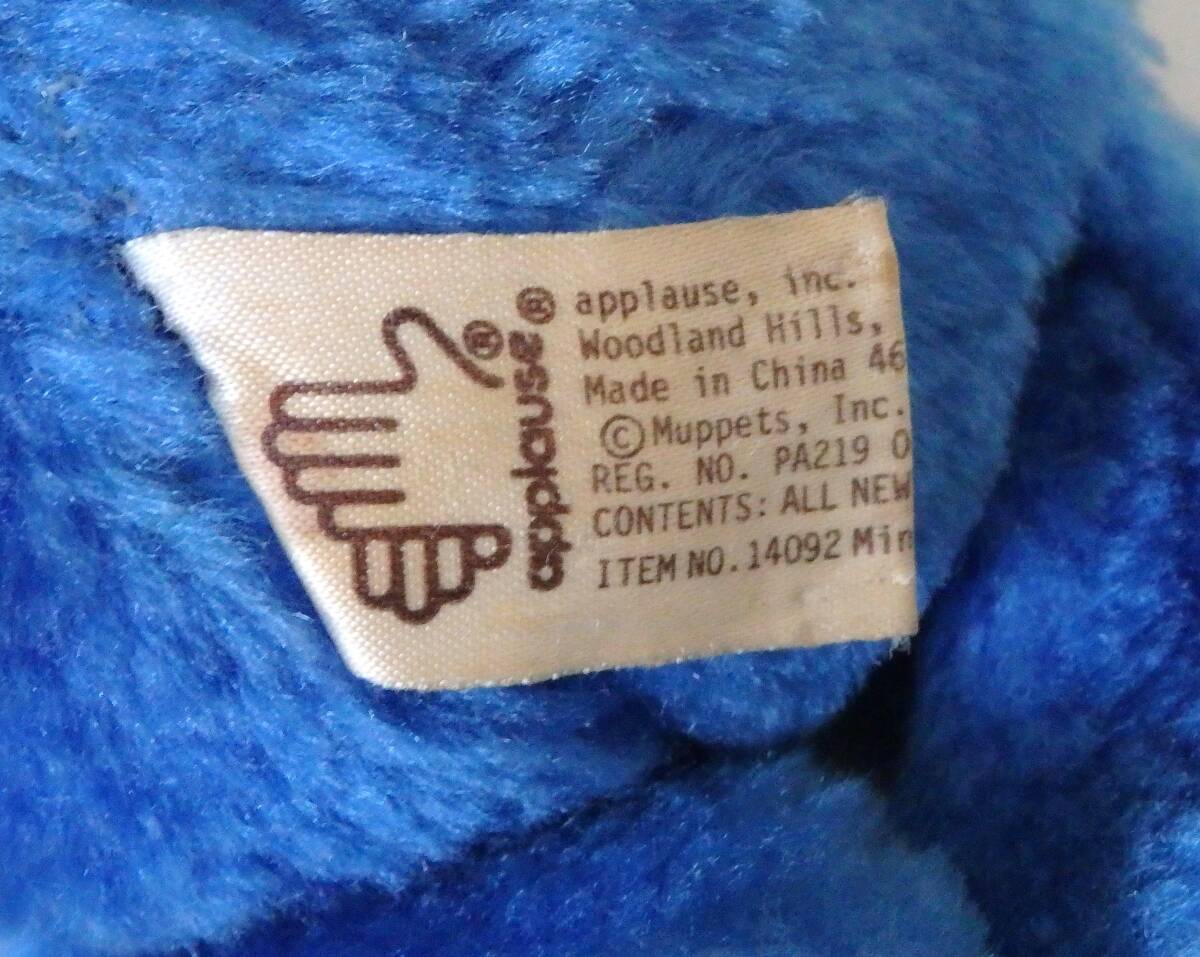 applause®
®
applause, inc.
Woodland Hills,
Made in China 46
©Muppets, Inc.
REG. NO. PA219 O
CONTENTS: ALL NEW
ITEM NO.14092 Min